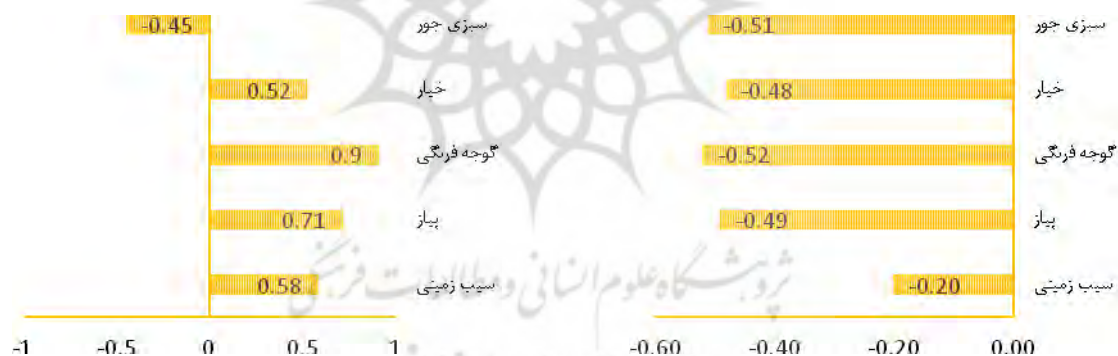 -0.45 سبزی جور -0.51 سبزی جور
0.52 خیار -0.48 خیار
0.9 گوجه فرنگی -0.52 گوجه فرنگی
0.71 پیاز -0.49 پیاز
0.58 سیب زمینی -0.20 سیب زمینی
پژوهشگاه علوم انسانی و مطالعات فرهنگی
-1 -0.5 0 0.5 1 -0.60 -0.40 -0.20 0.00